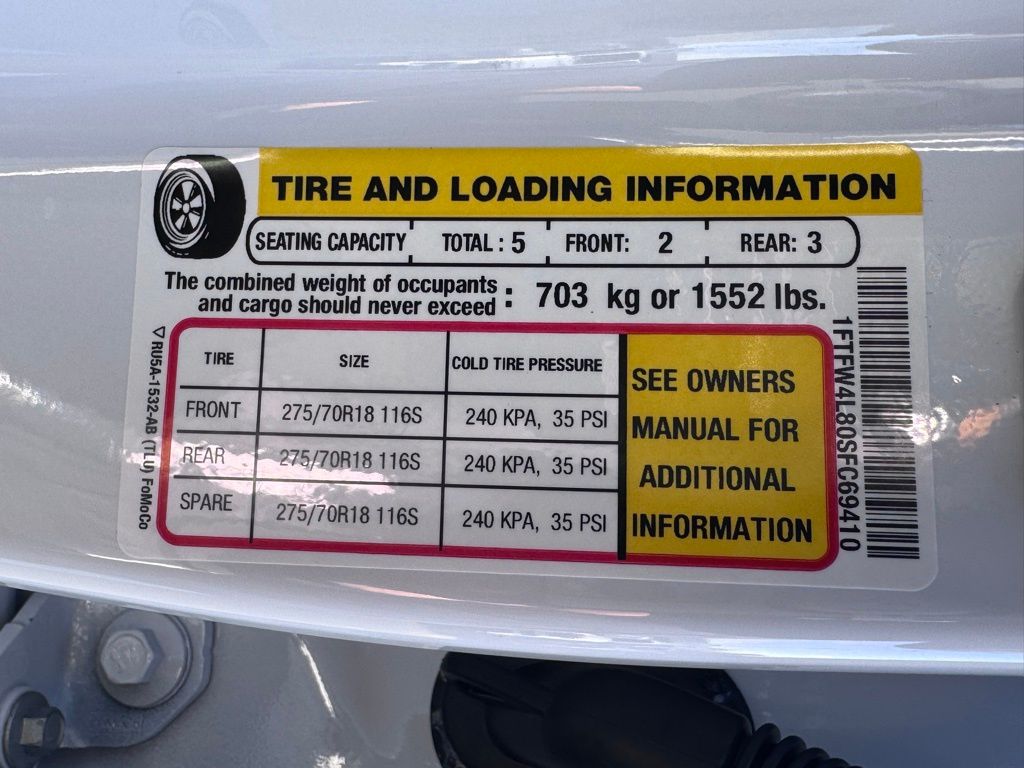 TIRE AND LOADING INFORMATION
SEATING CAPACITY TOTAL : 5 FRONT: 2 REAR: 3
The combined weight of occupants
and cargo should never exceed : 703 kg or 1552 lbs.
TIRE SIZE COLD TIRE PRESSURE
FRONT 275/70R18 116S 240 KPA, 35 PSI
REAR 275/70R18 116S 240 KPA, 35 PSI
SPARE 275/70R18 116S 240 KPA, 35 PSI
SEE OWNERS
MANUAL FOR
ADDITIONAL
INFORMATION
1FTFW4L80SFC69410
RU5A-1532-AB (TLU) FoMoCo